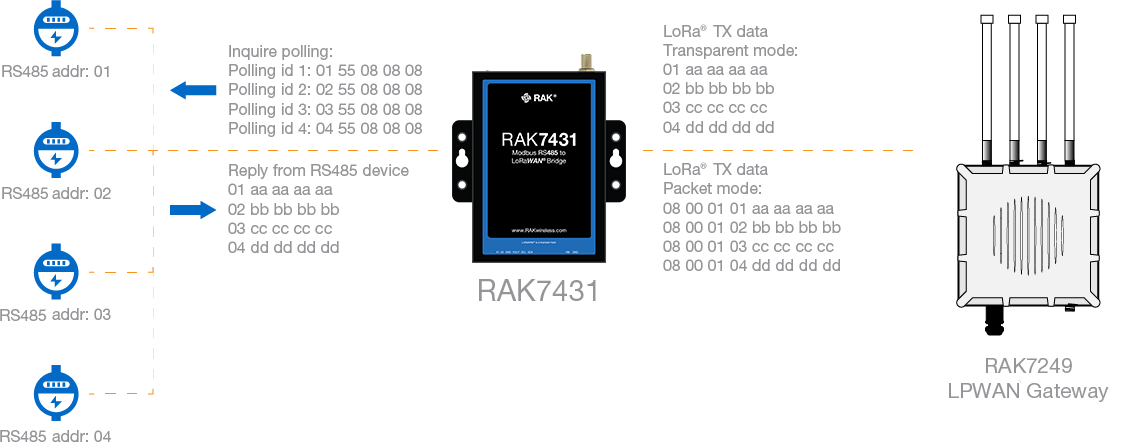 RS485 addr: 01
RS485 addr: 02
RS485 addr: 03
RS485 addr: 04
Inquire polling:
Polling id 1: 01 55 08 08 08
Polling id 2: 02 55 08 08 08
Polling id 3: 03 55 08 08 08
Polling id 4: 04 55 08 08 08
Reply from RS485 device
01 aa aa aa aa
02 bb bb bb bb
03 cc cc cc cc
04 dd dd dd dd
RAK®
RAK7431
Modbus RS485 to
LoRaWAN® Bridge
www.RAKwireless.com
RAK7431
LoRa® TX data
Transparent mode:
01 aa aa aa aa
02 bb bb bb bb
03 cc cc cc cc
04 dd dd dd dd
LoRa® TX data
Packet mode:
08 00 01 01 aa aa aa aa
08 00 01 02 bb bb bb bb
08 00 01 03 cc cc cc cc
08 00 01 04 dd dd dd dd
RAK7249
LPWAN Gateway